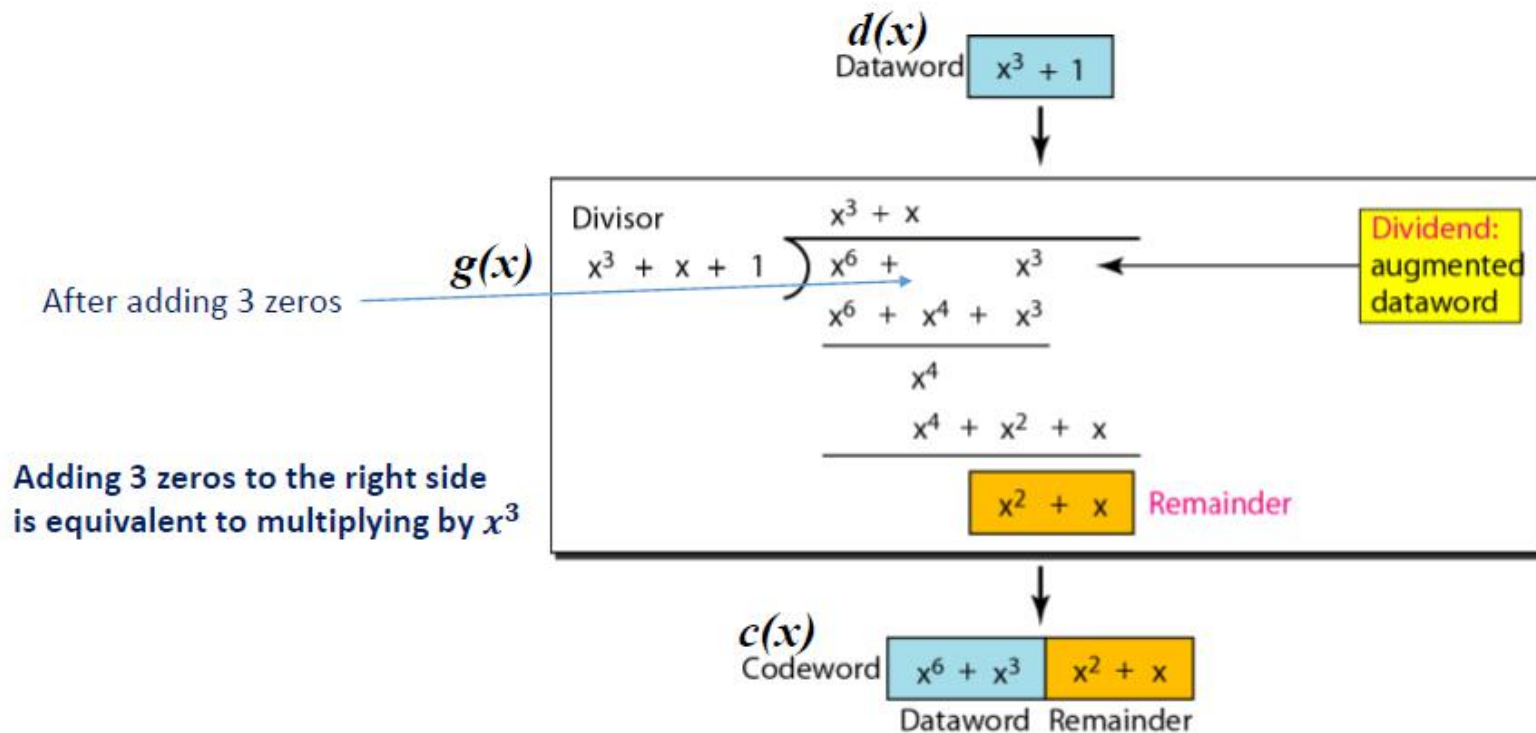 d(x)
Dataword
x³ + 1
Divisor
x³ + x
g(x)
x³ + x + 1
x⁶ + x³
Dividend:
augmented
dataword
After adding 3 zeros
x⁶ + x⁴ + x³
x⁴
x⁴ + x² + x
Adding 3 zeros to the right side
is equivalent to multiplying by x³
x² + x
Remainder
c(x)
Codeword
x⁶ + x³
x² + x
Dataword Remainder